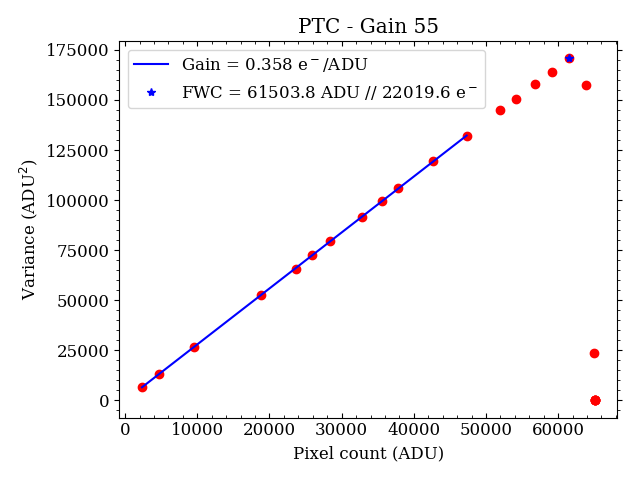 PTC - Gain 55
Gain = 0.358 e⁻/ADU
FWC = 61503.8 ADU // 22019.6 e⁻
175000
150000
125000
100000
75000
50000
25000
0
Variance (ADU²)
0 10000 20000 30000 40000 50000 60000
Pixel count (ADU)